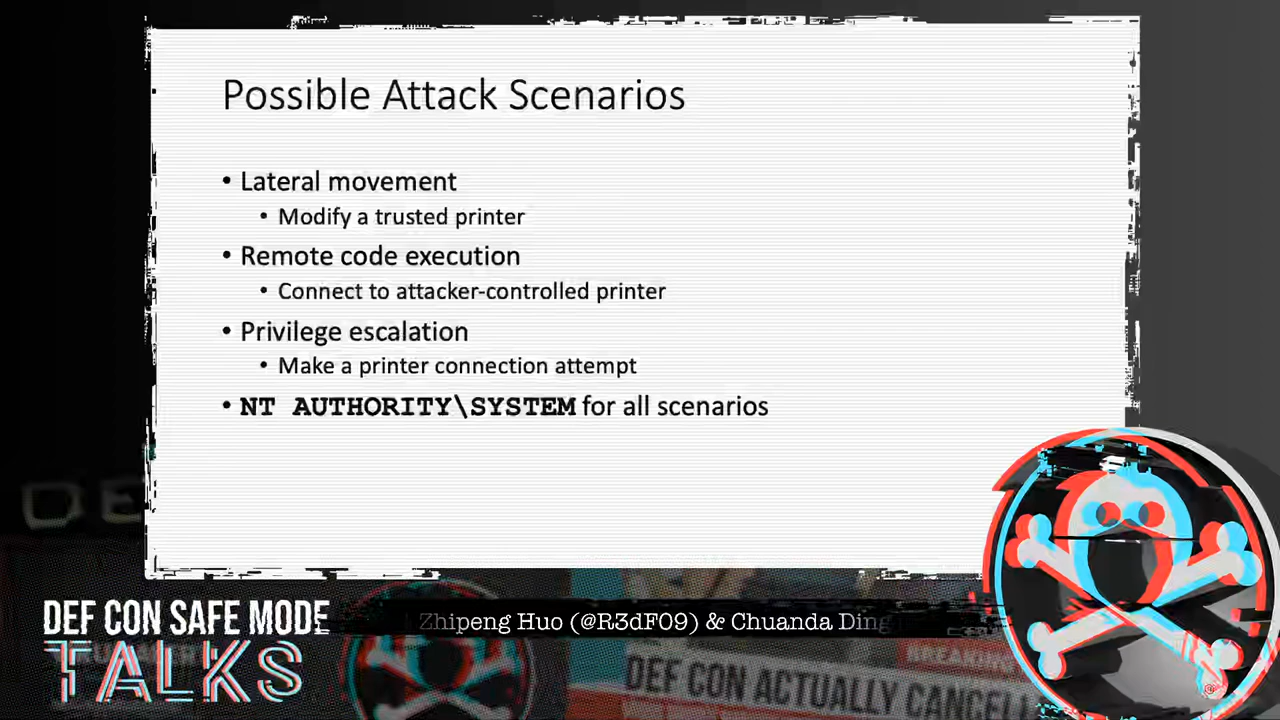 Possible Attack Scenarios
• Lateral movement
• Modify a trusted printer
• Remote code execution
• Connect to attacker-controlled printer
• Privilege escalation
• Make a printer connection attempt
• NT AUTHORITY\SYSTEM for all scenarios
DEF CON SAFE MODE
TALKS
Zhipeng Huo (@R3dF09) & Chuanda Ding
BREAKING
DEF CON ACTUALLY CANCEL